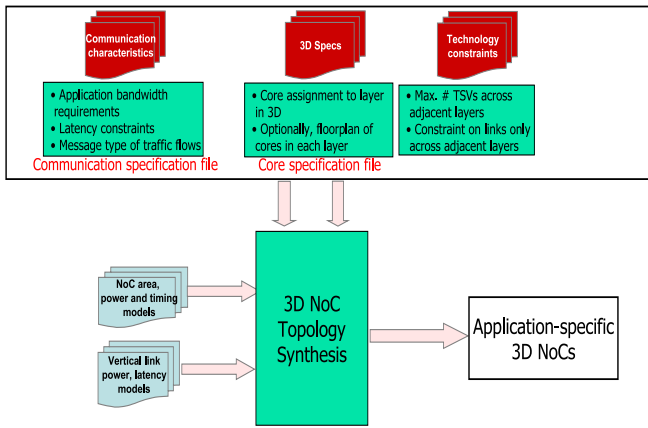 Communication
characteristics
3D Specs
Technology
constraints
• Application bandwidth
requirements
• Latency constraints
• Message type of traffic flows
• Core assignment to layer
in 3D
• Optionally, floorplan of
cores in each layer
• Max. # TSVs across
adjacent layers
• Constraint on links only
across adjacent layers
Communication specification file
Core specification file
NoC area,
power and timing
models
Vertical link
power, latency
models
3D NoC
Topology
Synthesis
Application-specific
3D NoCs